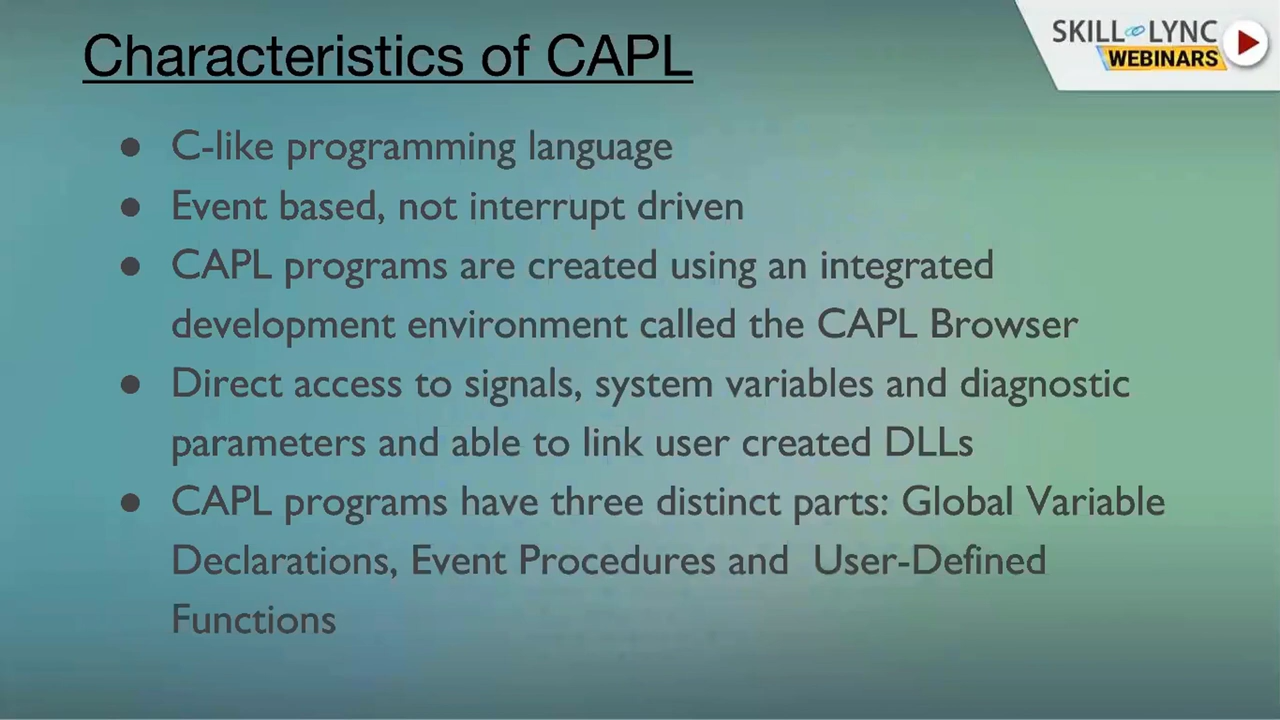 Characteristics of CAPL
SKILL LYNC
WEBINARS
● C-like programming language
● Event based, not interrupt driven
● CAPL programs are created using an integrated
development environment called the CAPL Browser
● Direct access to signals, system variables and diagnostic
parameters and able to link user created DLLs
● CAPL programs have three distinct parts: Global Variable
Declarations, Event Procedures and  User-Defined
Functions